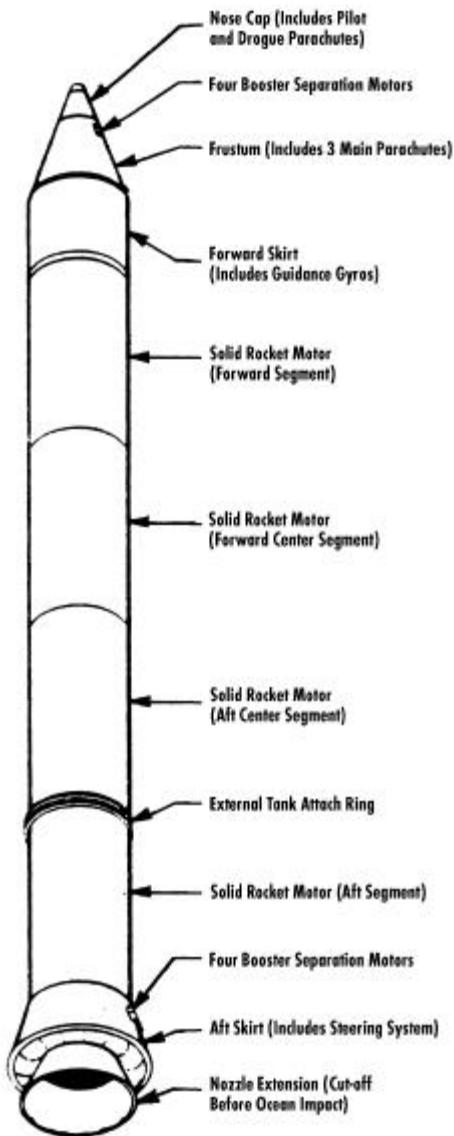 Nose Cap (Includes Pilot
and Drogue Parachutes)
Four Booster Separation Motors
Frustum (Includes 3 Main Parachutes)
Forward Skirt
(Includes Guidance Gyros)
Solid Rocket Motor
(Forward Segment)
Solid Rocket Motor
(Forward Center Segment)
Solid Rocket Motor
(Aft Center Segment)
External Tank Attach Ring
Solid Rocket Motor (Aft Segment)
Four Booster Separation Motors
Aft Skirt (Includes Steering System)
Nozzle Extension (Cut-off
Before Ocean Impact)